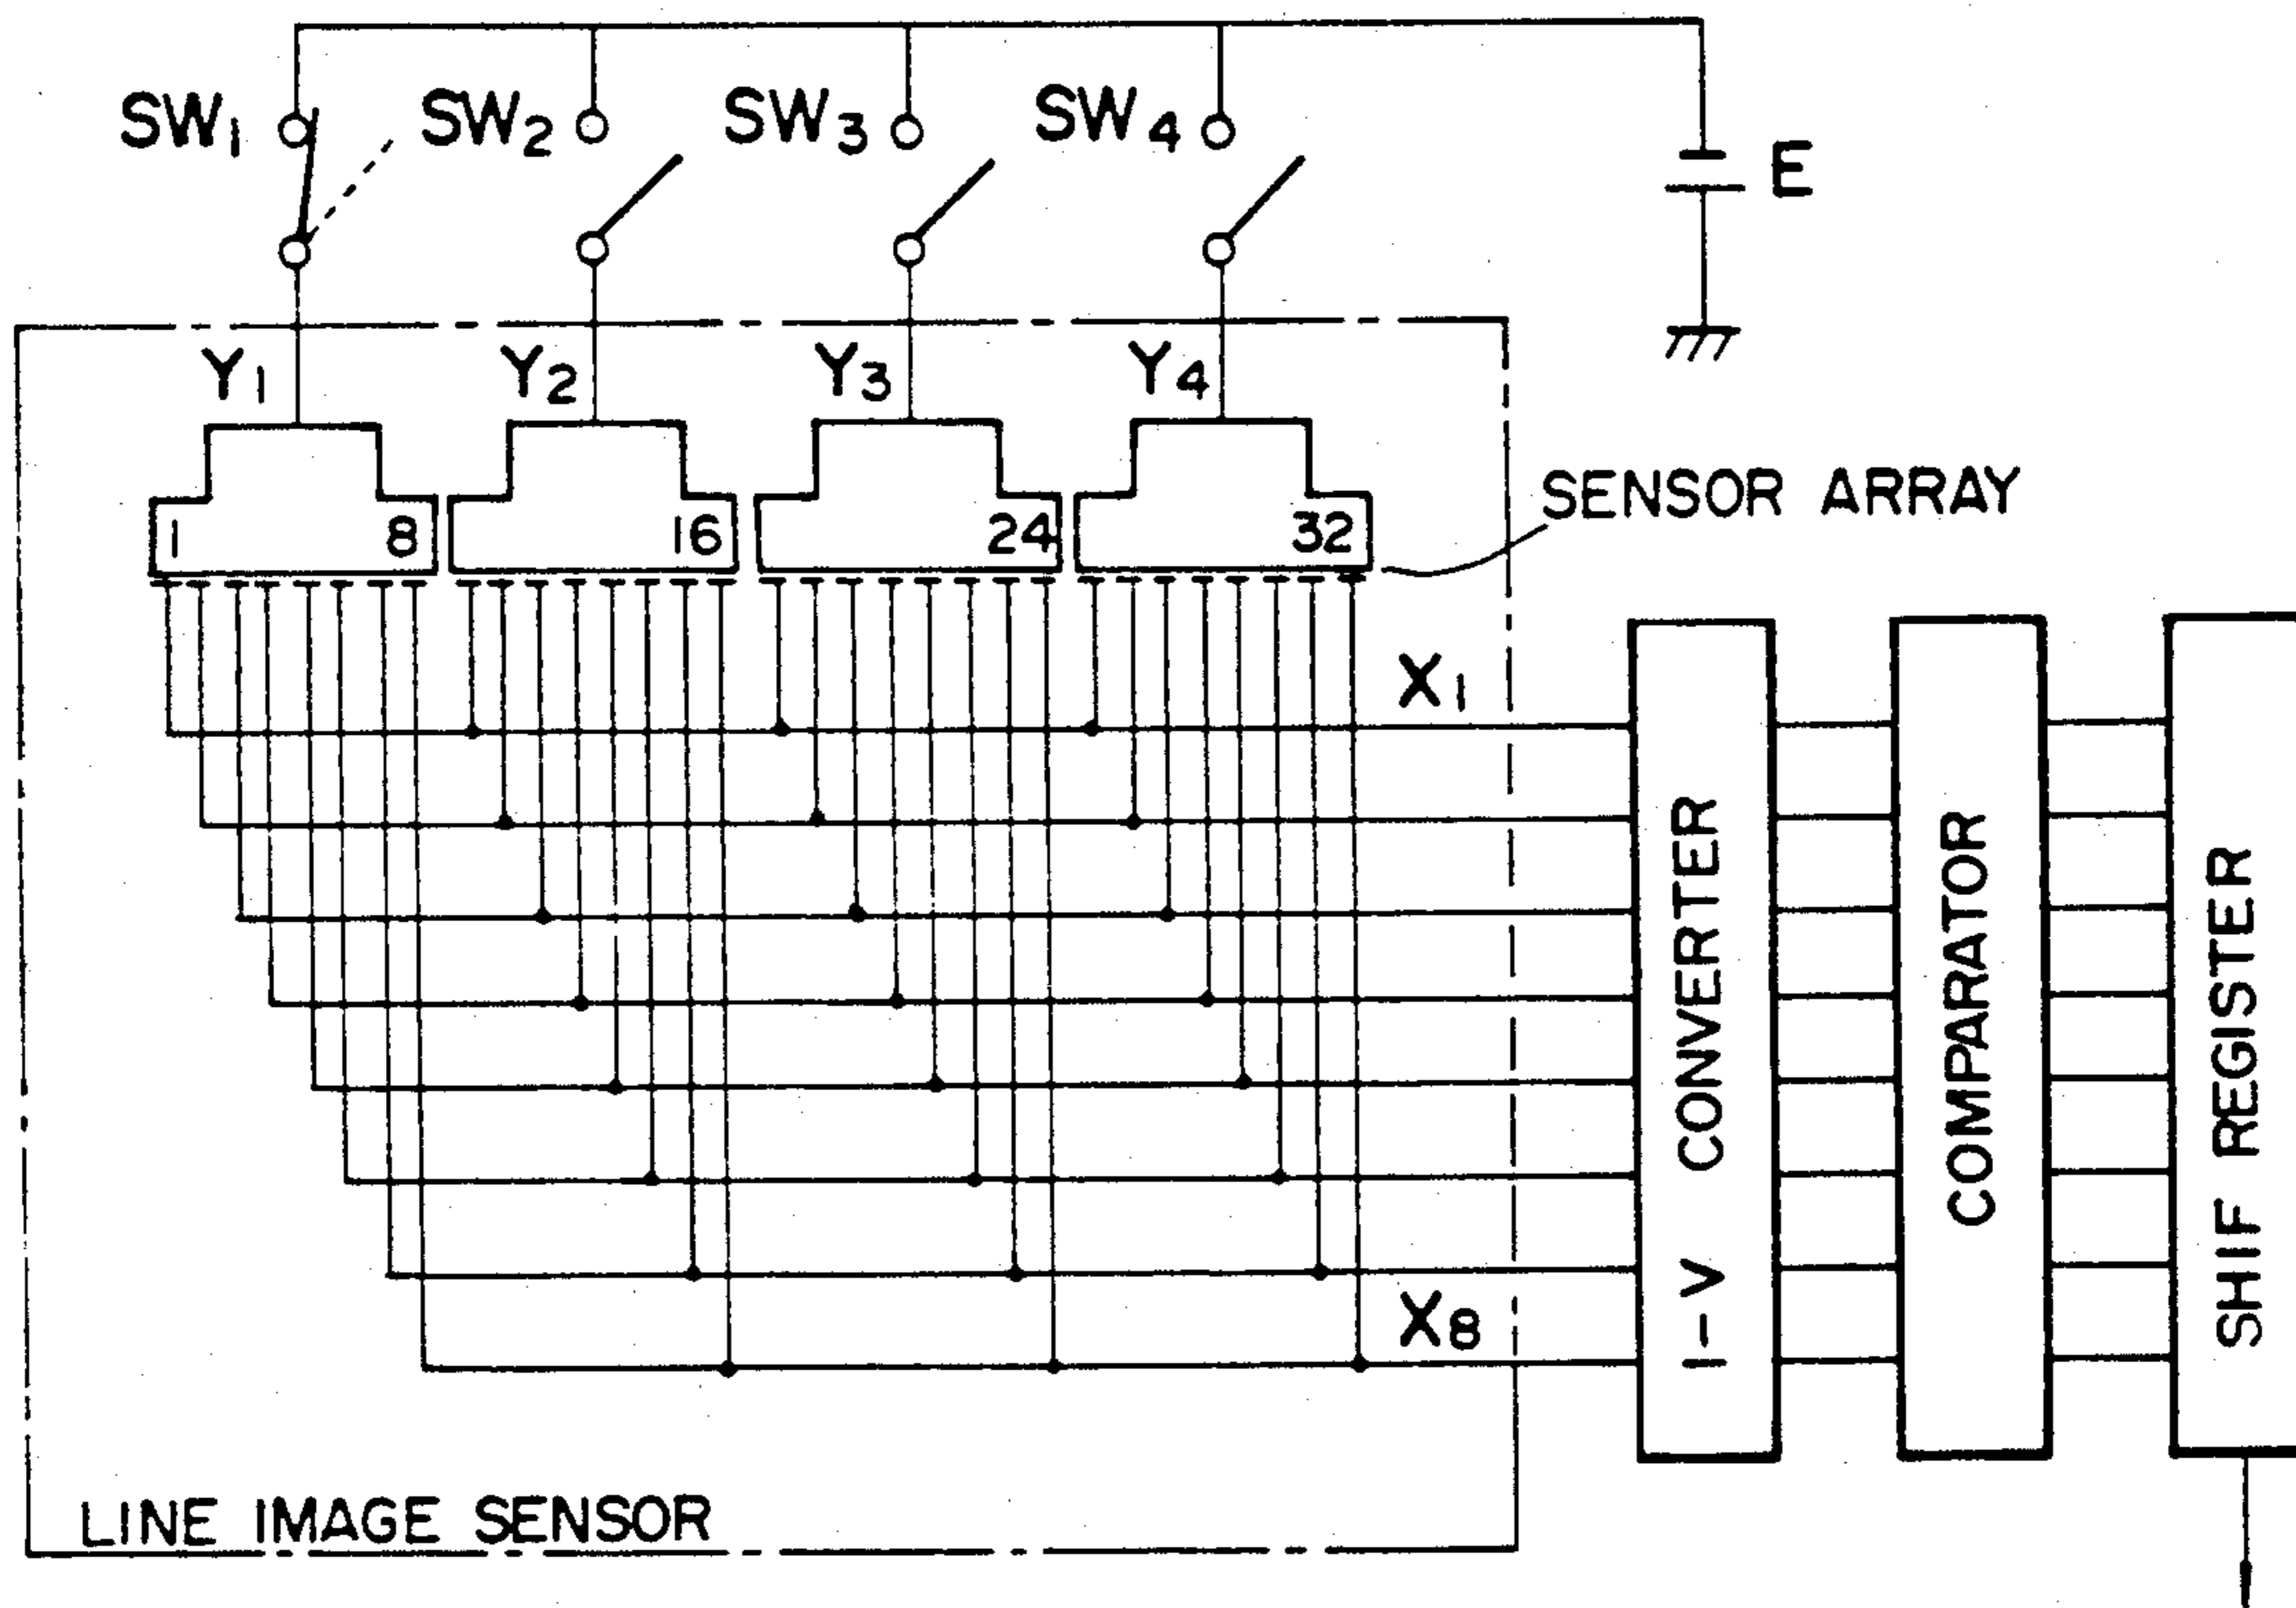 SW1 SW2 SW3 SW4 E
Y1 Y2 Y3 Y4
1 8 16 24 32
SENSOR ARRAY
X1
X8
I-V CONVERTER
COMPARATOR
SHIF REGISTER
LINE IMAGE SENSOR